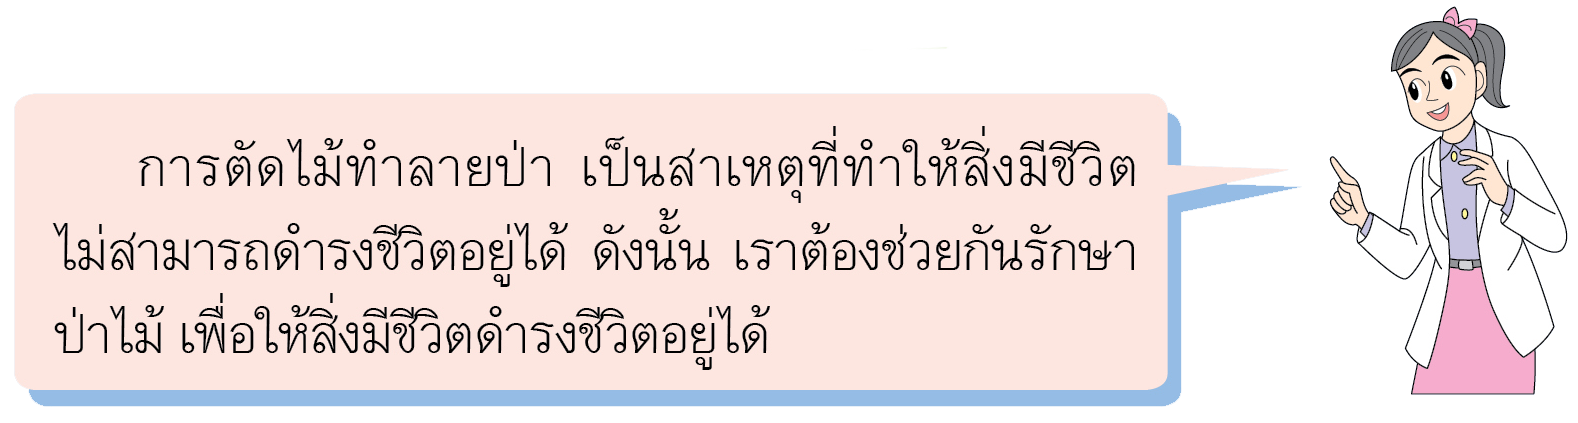 การตัดไม้ทำลายป่า เป็นสาเหตุที่ทำให้สิ่งมีชีวิต
ไม่สามารถดำรงชีวิตอยู่ได้ ดังนั้น เราต้องช่วยกันรักษา
ป่าไม้ เพื่อให้สิ่งมีชีวิตดำรงชีวิตอยู่ได้